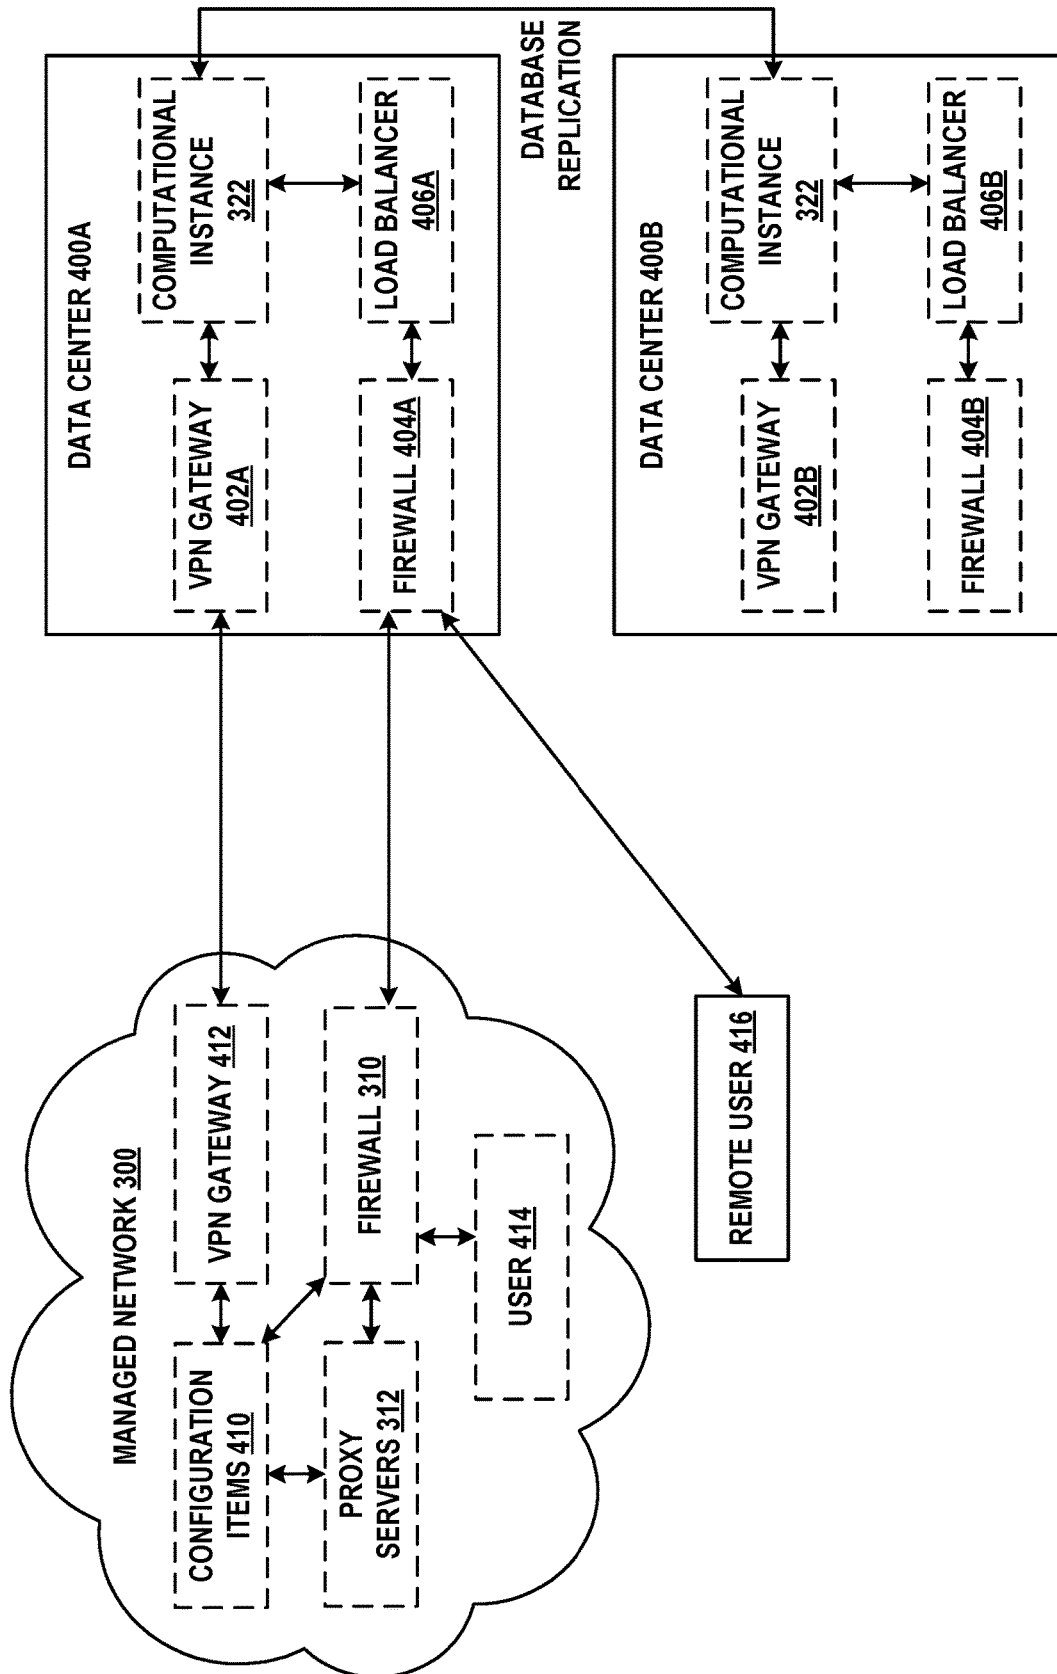 MANAGED NETWORK 300
CONFIGURATION
ITEMS 410
VPN GATEWAY 412
PROXY
SERVERS 312
FIREWALL 310
USER 414
REMOTE USER 416
DATA CENTER 400A
VPN GATEWAY
402A
COMPUTATIONAL
INSTANCE
322
FIREWALL 404A
LOAD BALANCER
406A
DATABASE
REPLICATION
DATA CENTER 400B
VPN GATEWAY
402B
COMPUTATIONAL
INSTANCE
322
FIREWALL 404B
LOAD BALANCER
406B